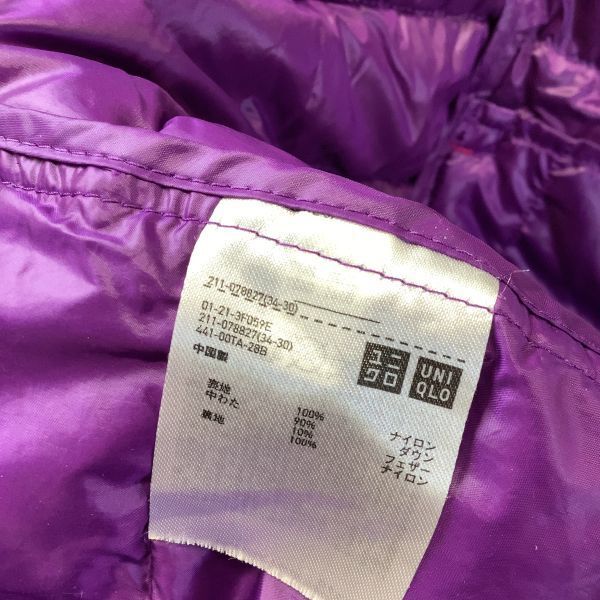 211-078827(34-30)
01-21-3F059E
211-078827(34-30)
441-00TA-28B
中国製
ユニクロ
UNIQLO
表地 100% ナイロン
中わた 90% ダウン
10% フェザー
裏地 100% ナイロン